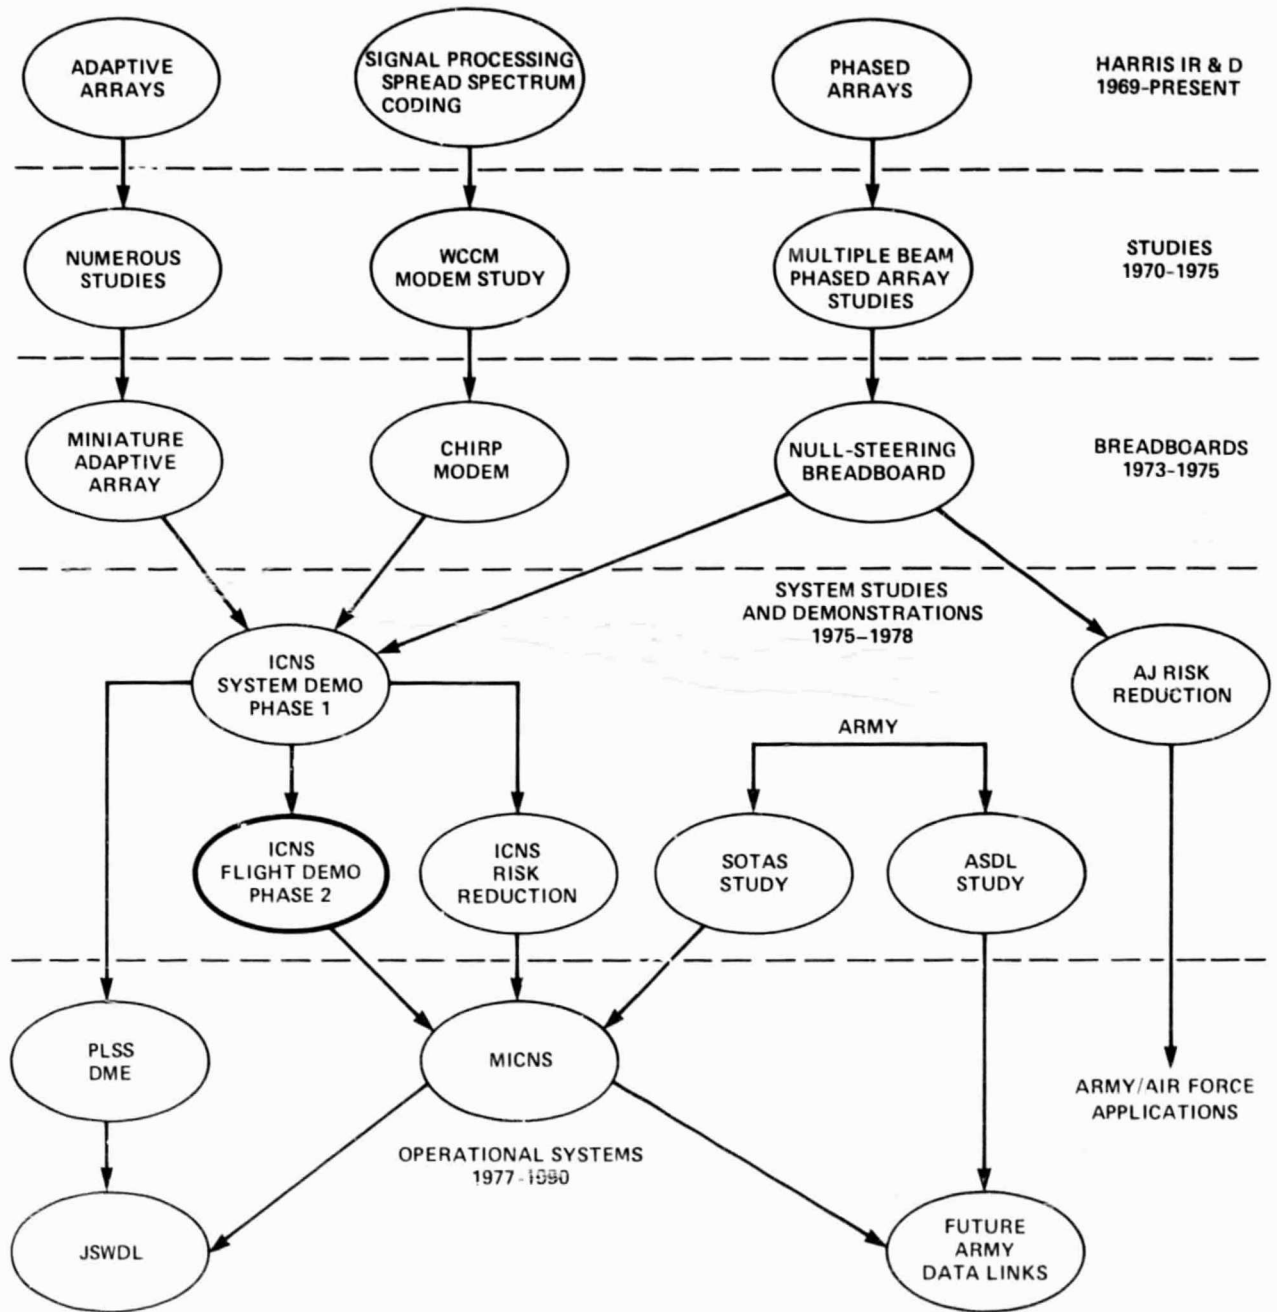 ADAPTIVE
ARRAYS
SIGNAL PROCESSING
SPREAD SPECTRUM
CODING
PHASED
ARRAYS
HARRIS IR & D
1969-PRESENT
NUMEROUS
STUDIES
WCCM
MODEM STUDY
MULTIPLE BEAM
PHASED ARRAY
STUDIES
STUDIES
1970-1975
MINIATURE
ADAPTIVE
ARRAY
CHIRP
MODEM
NULL-STEERING
BREADBOARD
BREADBOARDS
1973-1975
SYSTEM STUDIES
AND DEMONSTRATIONS
1975-1978
ICNS
SYSTEM DEMO
PHASE 1
AJ RISK
REDUCTION
ARMY
ICNS
FLIGHT DEMO
PHASE 2
ICNS
RISK
REDUCTION
SOTAS
STUDY
ASDL
STUDY
PLSS
DME
MICNS
ARMY/AIR FORCE
APPLICATIONS
OPERATIONAL SYSTEMS
1977-
JSWDL
FUTURE
ARMY
DATA LINKS